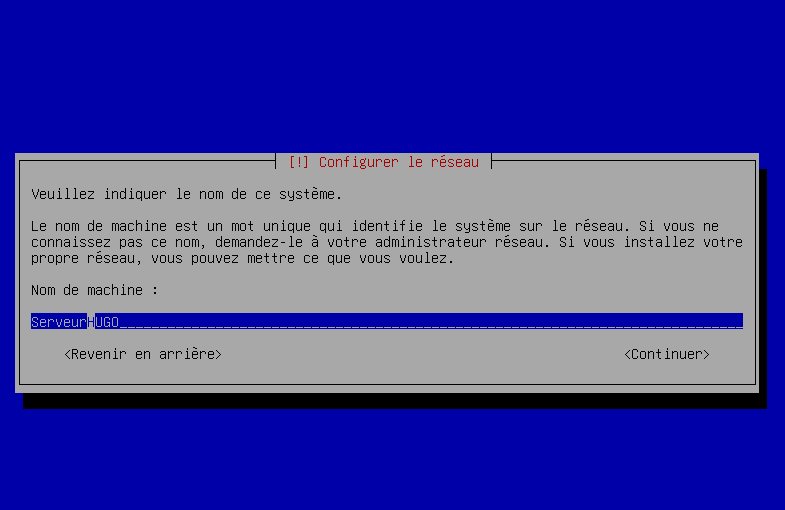 [!] Configurer le réseau
Veuillez indiquer le nom de ce système.
Le nom de machine est un mot unique qui identifie le système sur le réseau. Si vous ne
connaissez pas ce nom, demandez-le à votre administrateur réseau. Si vous installez votre
propre réseau, vous pouvez mettre ce que vous voulez.
Nom de machine :
ServeurHUGO
<Revenir en arrière> <Continuer>